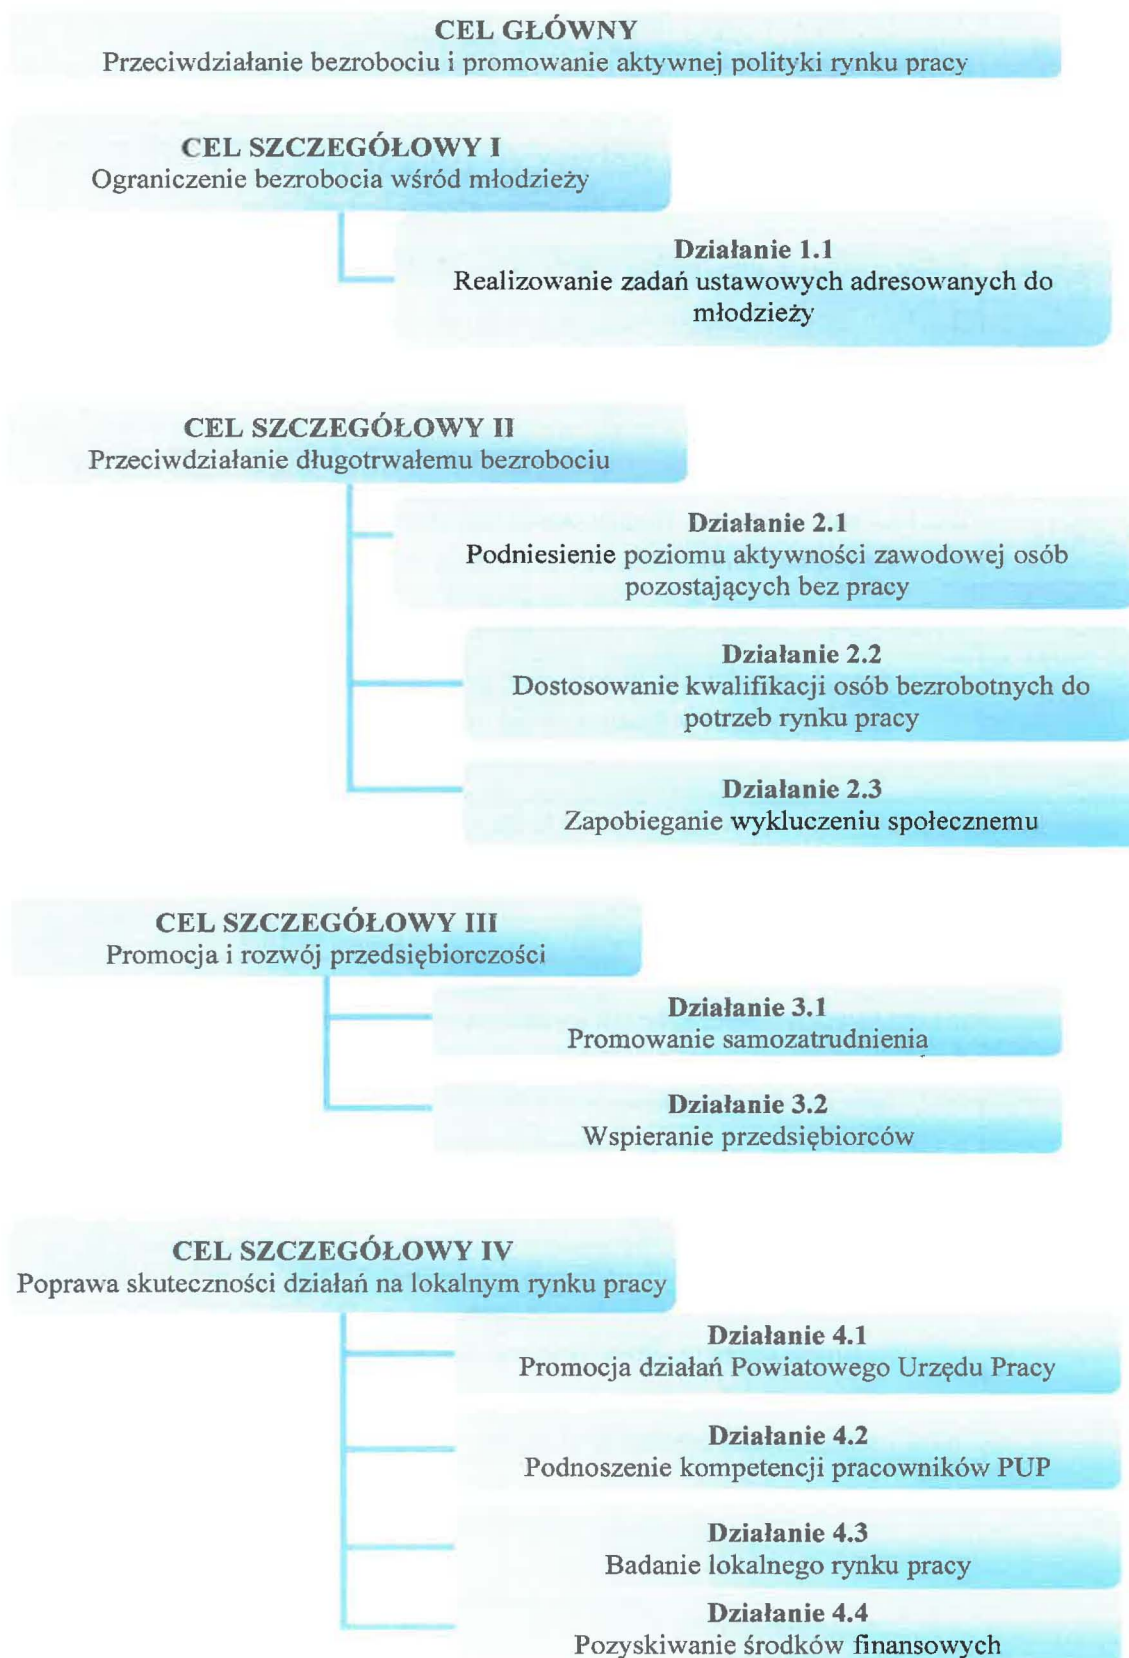 CEL GŁÓWNY
Przeciwdziałanie bezrobociu i promowanie aktywnej polityki rynku pracy
CEL SZCZEGÓŁOWY I
Ograniczenie bezrobocia wśród młodzieży
Działanie 1.1
Realizowanie zadań ustawowych adresowanych do
młodzieży
CEL SZCZEGÓŁOWY II
Przeciwdziałanie długotrwałemu bezrobociu
Działanie 2.1
Podniesienie poziomu aktywności zawodowej osób
pozostających bez pracy
Działanie 2.2
Dostosowanie kwalifikacji osób bezrobotnych do
potrzeb rynku pracy
Działanie 2.3
Zapobieganie wykluczeniu społecznemu
CEL SZCZEGÓŁOWY III
Promocja i rozwój przedsiębiorczości
Działanie 3.1
Promowanie samozatrudnienia
Działanie 3.2
Wspieranie przedsiębiorców
CEL SZCZEGÓŁOWY IV
Poprawa skuteczności działań na lokalnym rynku pracy
Działanie 4.1
Promocja działań Powiatowego Urzędu Pracy
Działanie 4.2
Podnoszenie kompetencji pracowników PUP
Działanie 4.3
Badanie lokalnego rynku pracy
Działanie 4.4
Pozyskiwanie środków finansowych